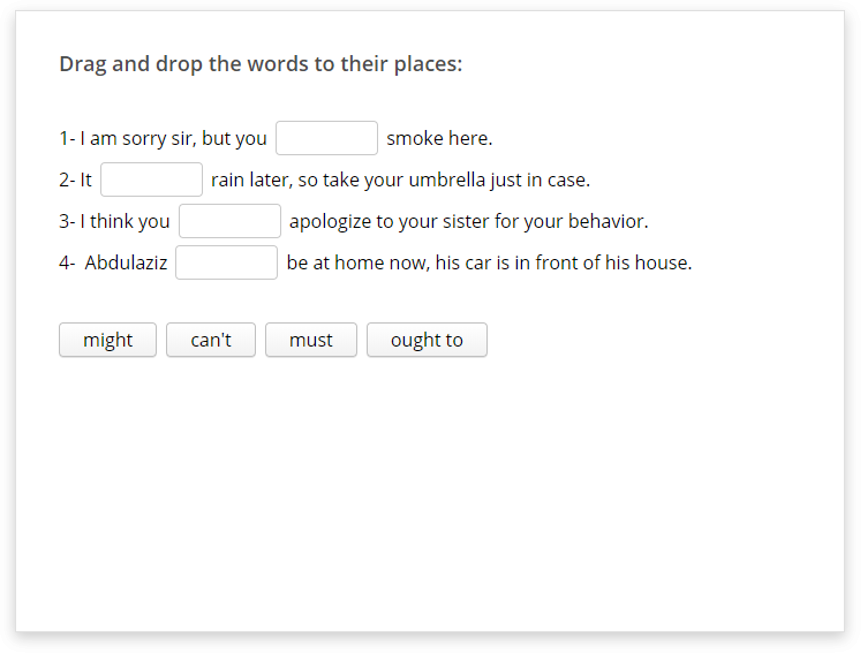 Drag and drop the words to their places:
1- I am sorry sir, but you smoke here.
2- It rain later, so take your umbrella just in case.
3- I think you apologize to your sister for your behavior.
4- Abdulaziz be at home now, his car is in front of his house.
might can't must ought to